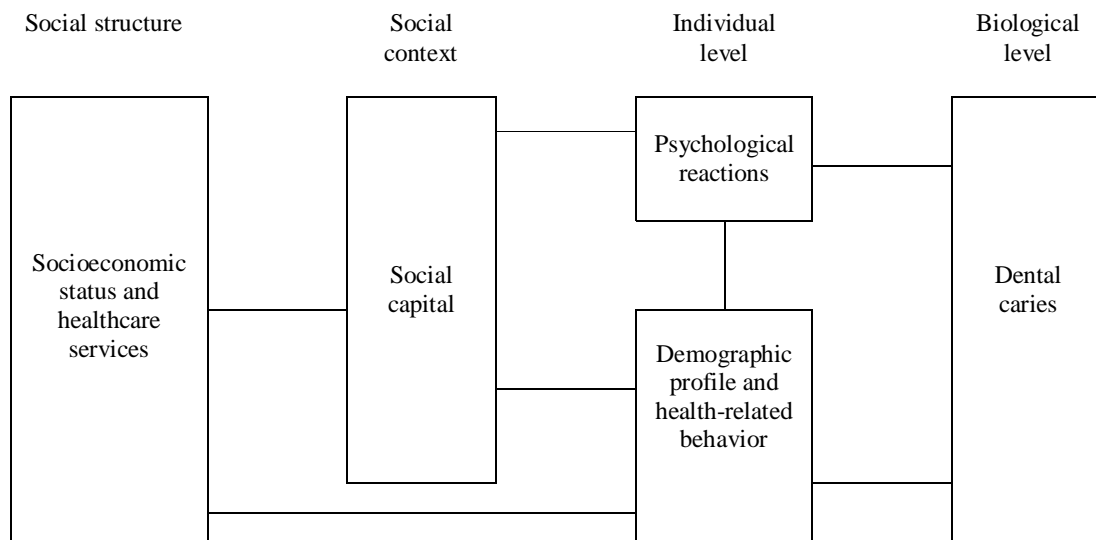 Social structure
Social
context
Individual
level
Biological
level
Socioeconomic
status and
healthcare
services
Social
capital
Psychological
reactions
Demographic
profile and
health-related
behavior
Dental
caries